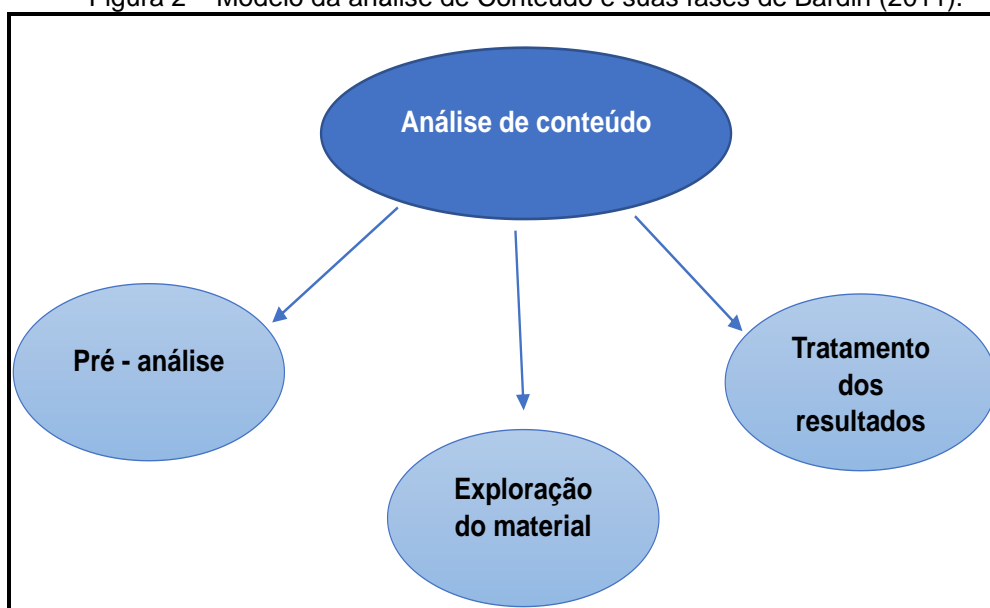 Figura 2 – Modelo da análise de Conteúdo e suas fases de Bardin (2011).
Análise de conteúdo
Pré - análise
Exploração
do material
Tratamento
dos
resultados